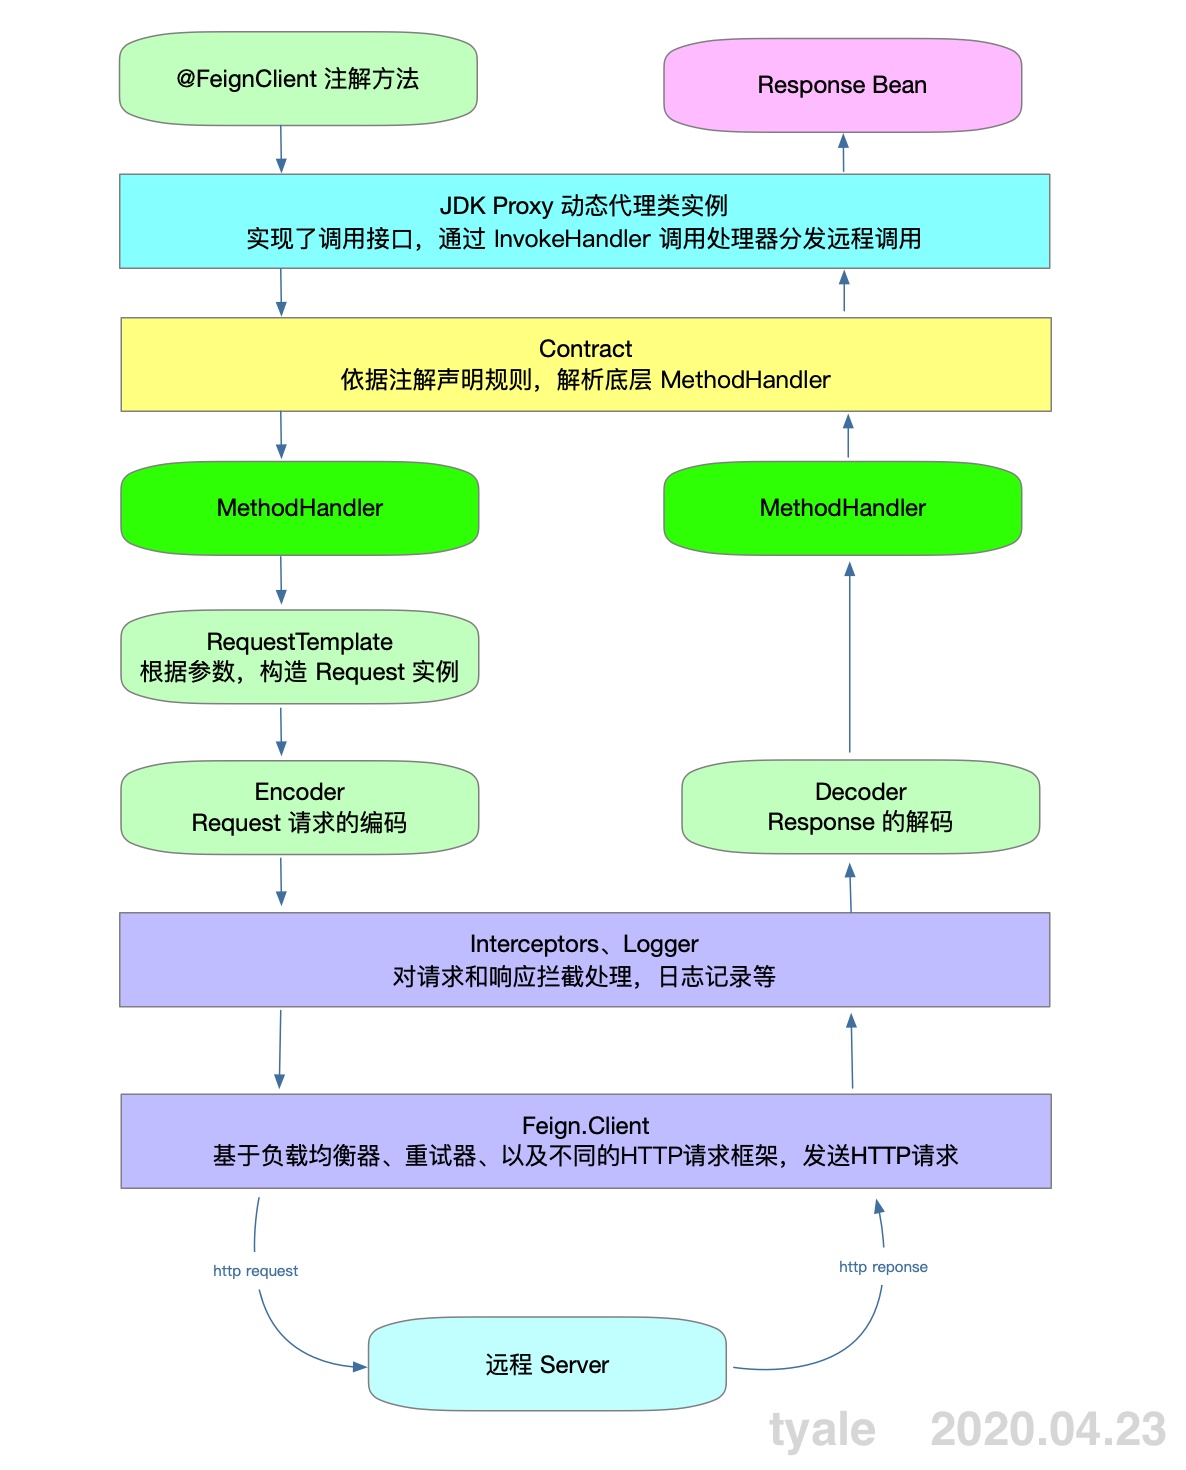 @FeignClient 注解方法
Response Bean
JDK Proxy 动态代理类实例
实现了调用接口，通过 InvokeHandler 调用处理器分发远程调用
Contract
依据注解声明规则，解析底层 MethodHandler
MethodHandler
MethodHandler
RequestTemplate
根据参数，构造 Request 实例
Encoder
Request 请求的编码
Decoder
Response 的解码
Interceptors、Logger
对请求和响应拦截处理，日志记录等
Feign.Client
基于负载均衡器、重试器、以及不同的HTTP请求框架，发送HTTP请求
http request
http reponse
远程 Server
tyale 2020.04.23